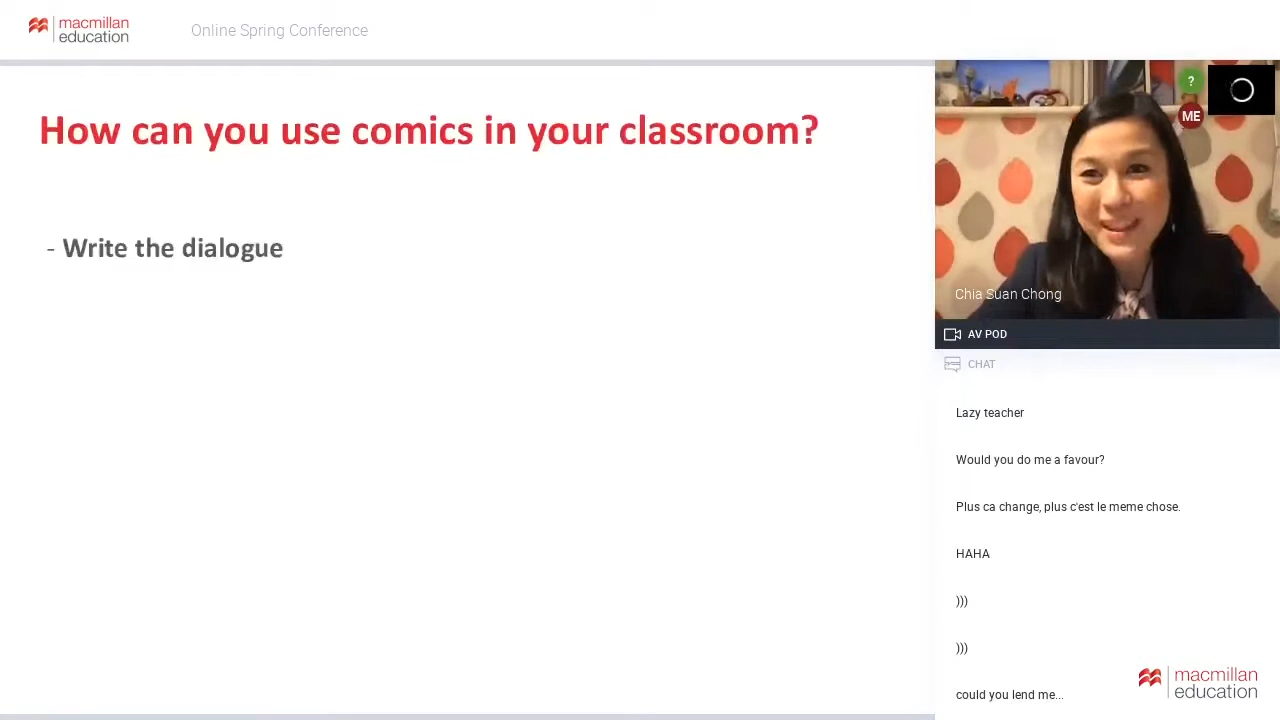 macmillan
education
Online Spring Conference
How can you use comics in your classroom?
- Write the dialogue
?
ME
Chia Suan Chong
AV POD
CHAT
Lazy teacher
Would you do me a favour?
Plus ca change, plus c'est le meme chose.
HAHA
)))
)))
could you lend me...
macmillan
education